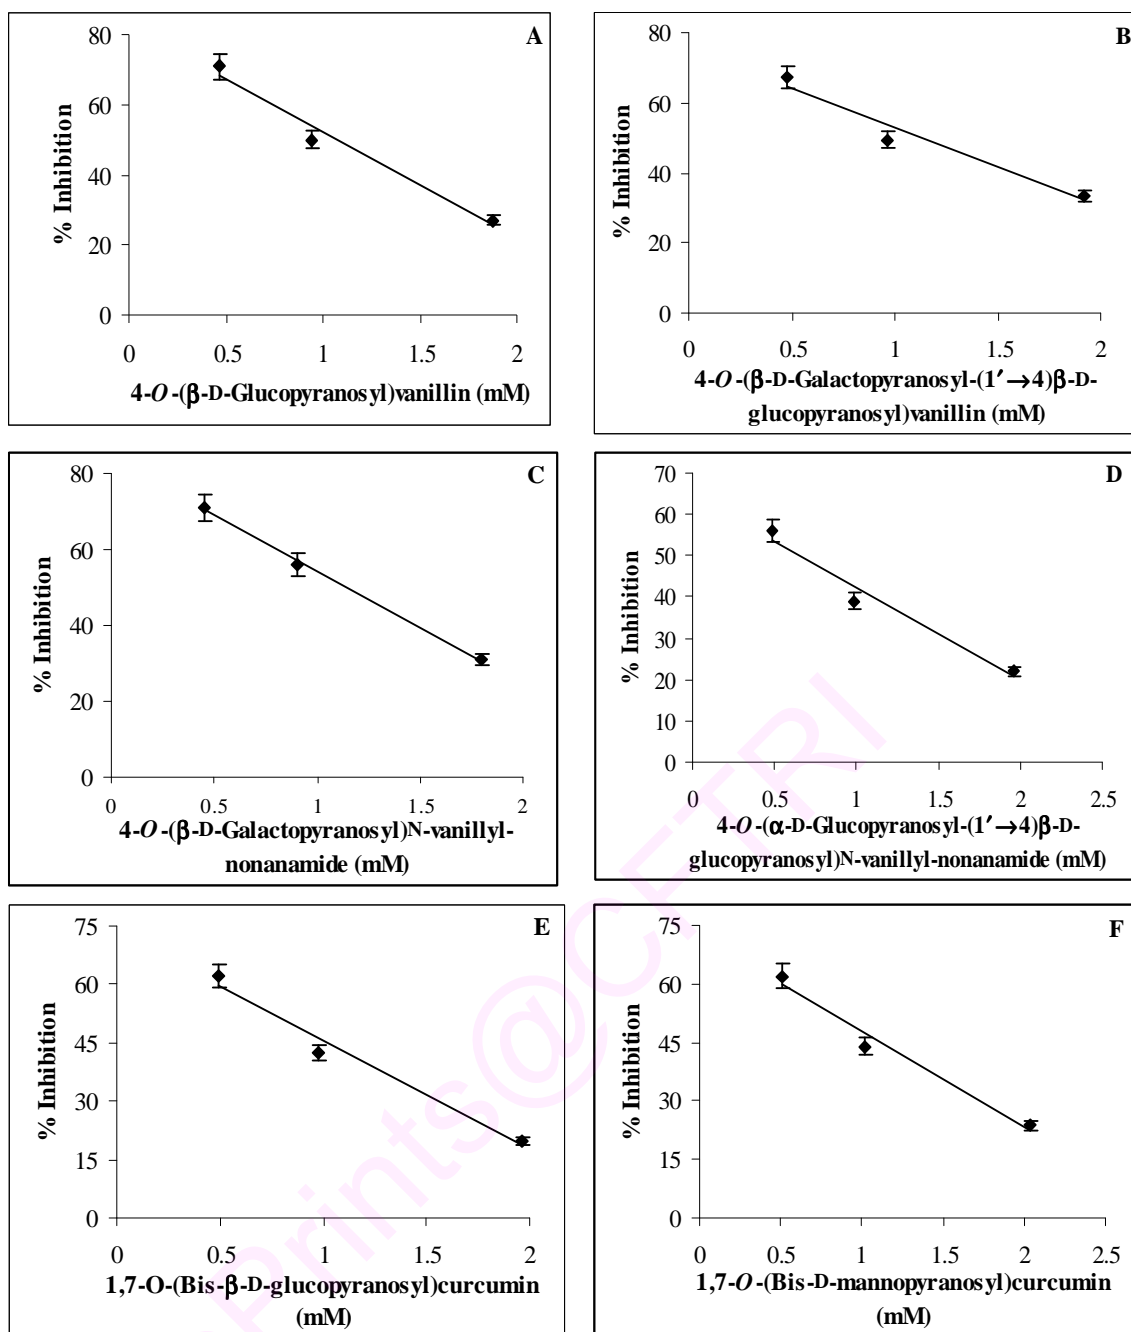 A
80
60
40
20
0
% Inhibition
0 0.5 1 1.5 2
4-O-(β-D-Glucopyranosyl)vanillin (mM)
B
80
60
40
20
0
% Inhibition
0 0.5 1 1.5 2
4-O-(β-D-Galactopyranosyl-(1′→4)β-D-
glucopyranosyl)vanillin (mM)
C
80
60
40
20
0
% Inhibition
0 0.5 1 1.5 2
4-O-(β-D-Galactopyranosyl)N-vanillyl-
nonanamide (mM)
D
70
60
50
40
30
20
10
0
% Inhibition
0 0.5 1 1.5 2 2.5
4-O-(α-D-Glucopyranosyl-(1′→4)β-D-
glucopyranosyl)N-vanillyl-nonanamide (mM)
E
75
60
45
30
15
0
% Inhibition
0 0.5 1 1.5 2
1,7-O-(Bis-β-D-glucopyranosyl)curcumin
(mM)
F
75
60
45
30
15
0
% Inhibition
0 0.5 1 1.5 2 2.5
1,7-O-(Bis-D-mannopyranosyl)curcumin
(mM)
Prints@CFTRI